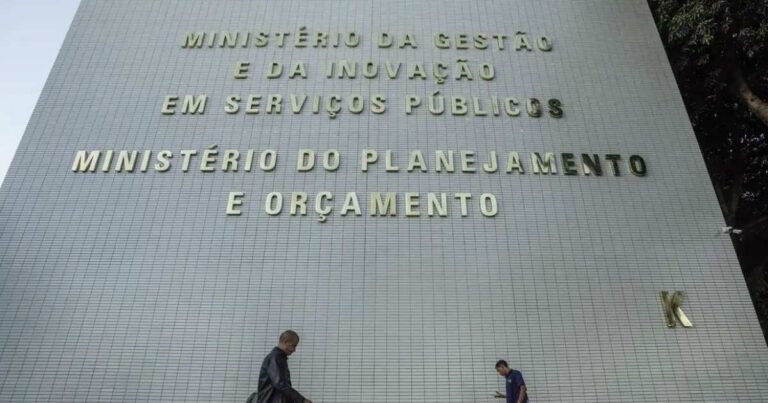 MINISTÉRIO DA GESTÃO
E DA INOVAÇÃO
EM SERVIÇOS PÚBLICOS
MINISTÉRIO DO PLANEJAMENTO
E ORÇAMENTO
K